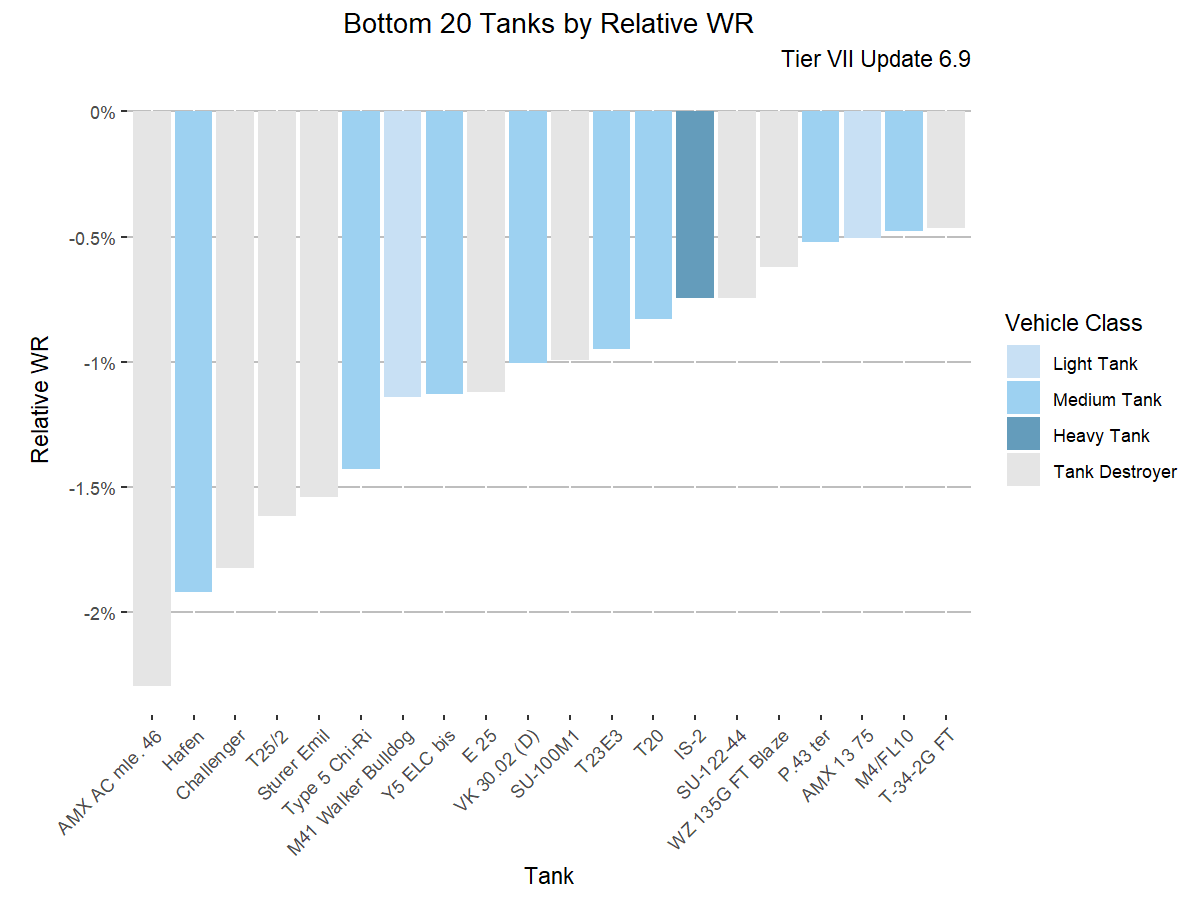 Bottom 20 Tanks by Relative WR
Tier VII Update 6.9
0%
-0.5%
-1%
-1.5%
-2%
Relative WR
AMX AC mle. 46
Hafen
Challenger
T25/2
Sturer Emil
Type 5 Chi-Ri
M41 Walker Bulldog
Y5 ELC bis
E 25
VK 30.02 (D)
SU-100M1
T23E3
T20
IS-2
SU-122-44
WZ 135G FT Blaze
P.43 ter
AMX 13 75
M4/FL10
T-34-2G FT
Tank
Vehicle Class
Light Tank
Medium Tank
Heavy Tank
Tank Destroyer